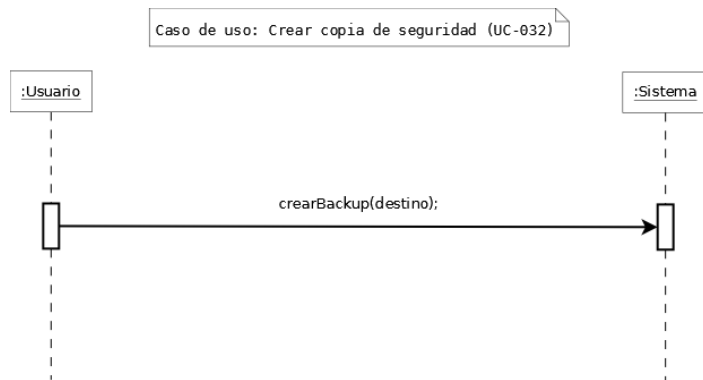 Caso de uso: Crear copia de seguridad (UC-032)
:Usuario
:Sistema
crearBackup(destino);